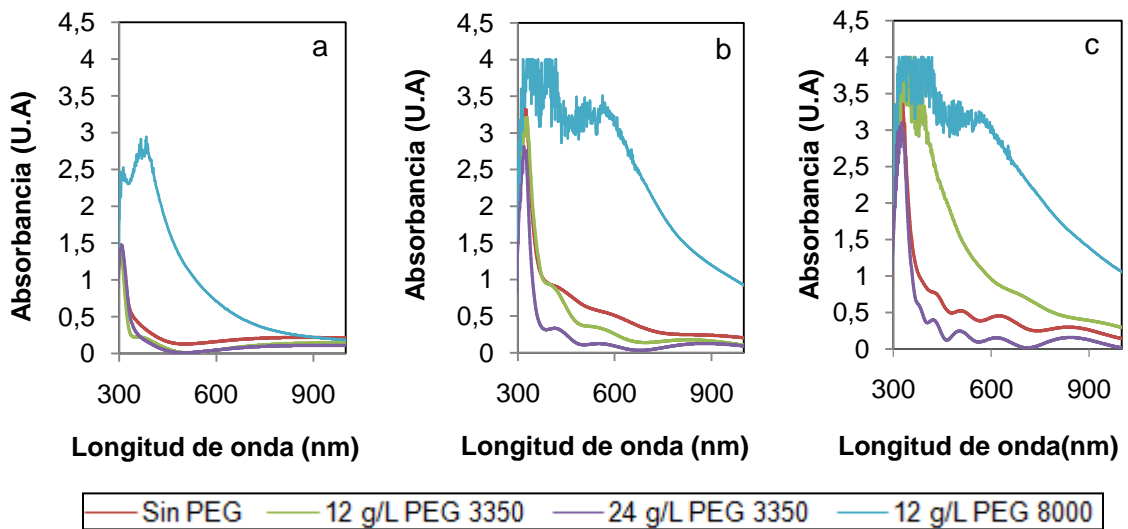 a
Absorbancia (U.A)
4,5
4
3,5
3
2,5
2
1,5
1
0,5
0
300 600 900
Longitud de onda (nm)
b
Absorbancia (U.A)
4,5
4
3,5
3
2,5
2
1,5
1
0,5
0
300 600 900
Longitud de onda (nm)
c
Absorbancia (U.A)
4,5
4
3,5
3
2,5
2
1,5
1
0,5
0
300 600 900
Longitud de onda(nm)
Sin PEG 12 g/L PEG 3350 24 g/L PEG 3350 12 g/L PEG 8000